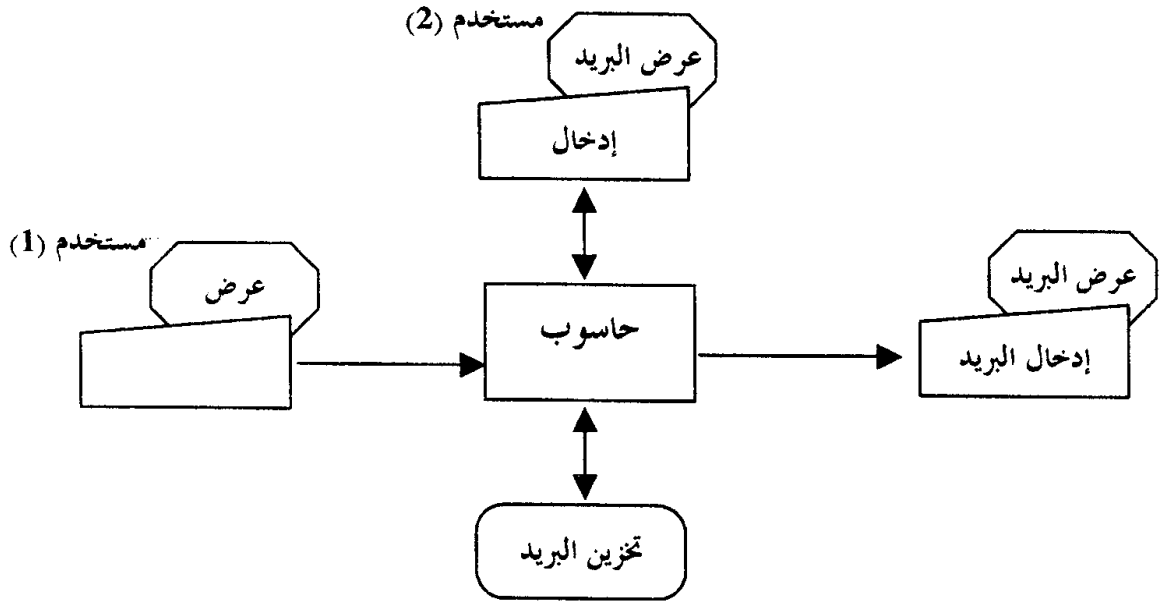 مستخدم (2)
عرض البريد
إدخال
مستخدم (1)
عرض
عرض البريد
حاسوب
إدخال البريد
تخزين البريد